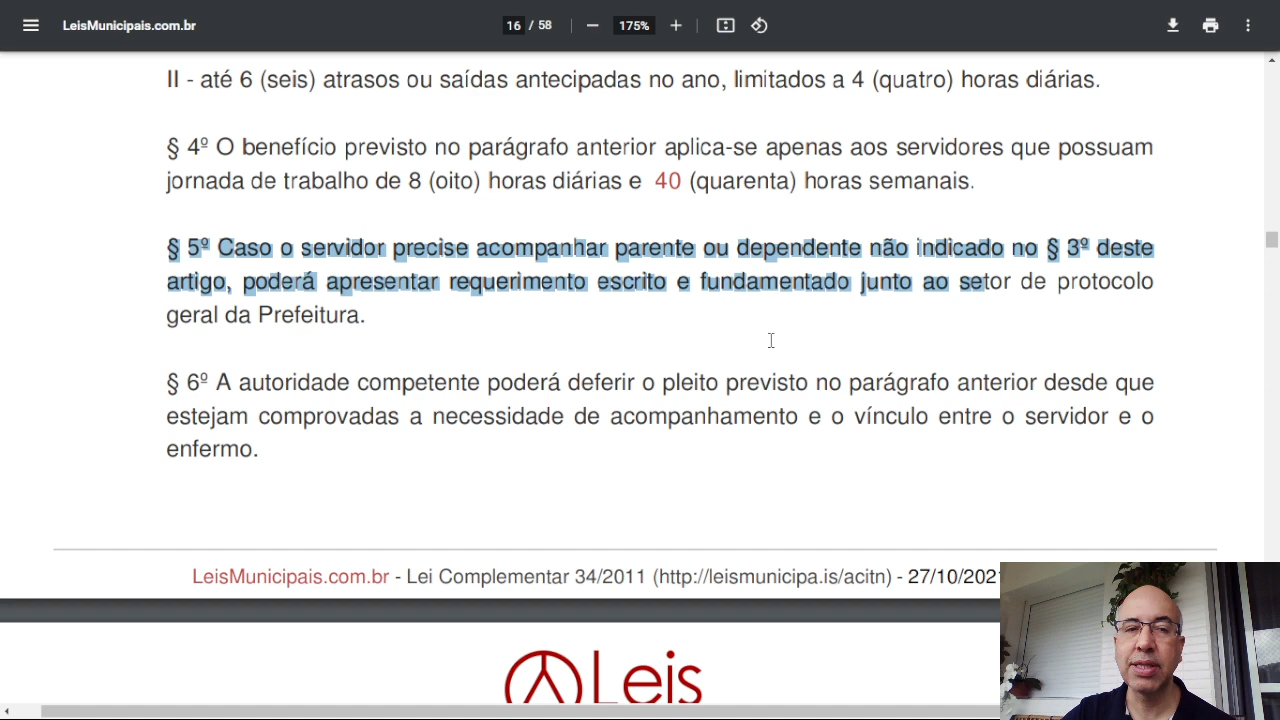 LeisMunicipais.com.br
16 / 58
175%
II - até 6 (seis) atrasos ou saídas antecipadas no ano, limitados a 4 (quatro) horas diárias.
§ 4º O benefício previsto no parágrafo anterior aplica-se apenas aos servidores que possuam
jornada de trabalho de 8 (oito) horas diárias e 40 (quarenta) horas semanais.
§ 5º Caso o servidor precise acompanhar parente ou dependente não indicado no § 3º deste
artigo, poderá apresentar requerimento escrito e fundamentado junto ao setor de protocolo
geral da Prefeitura.
§ 6º A autoridade competente poderá deferir o pleito previsto no parágrafo anterior desde que
estejam comprovadas a necessidade de acompanhamento e o vínculo entre o servidor e o
enfermo.
LeisMunicipais.com.br - Lei Complementar 34/2011 (http://leismunicipa.is/acitn) - 27/10/2021
Leis